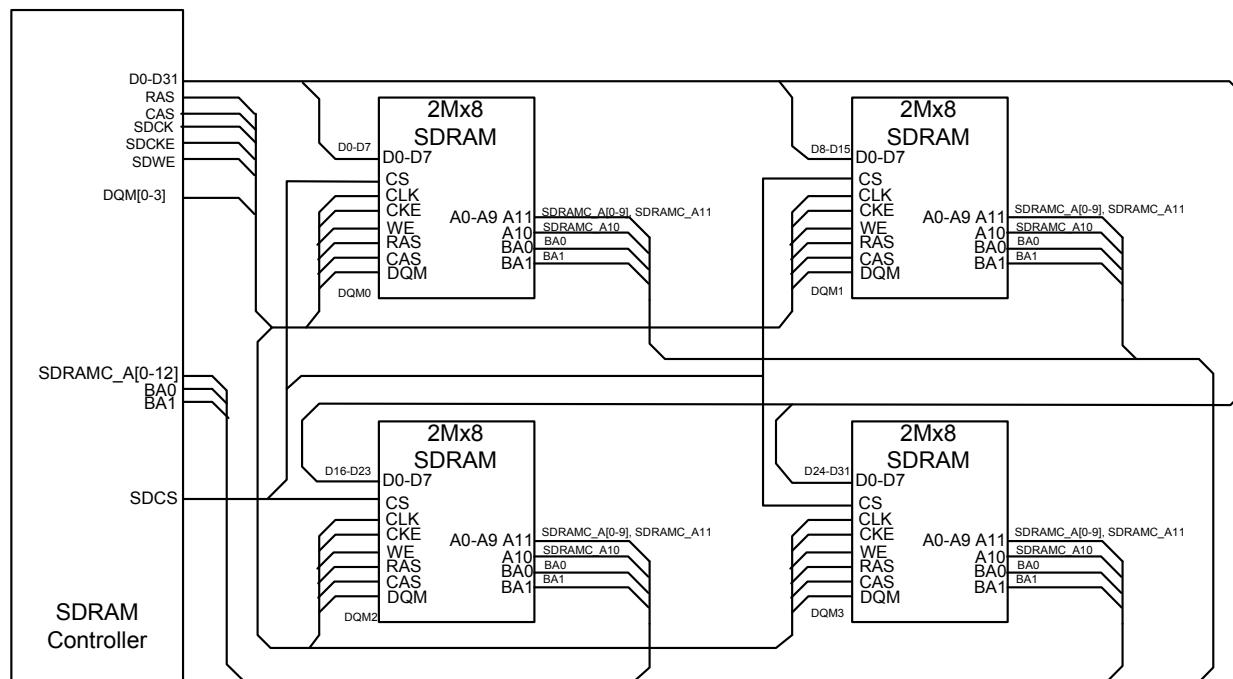 D0-D31
RAS
CAS
SDCK
SDCKE
SDWE
DQM[0-3]
SDRAMC_A[0-12]
BA0
BA1
SDCS
SDRAM
Controller
2Mx8
SDRAM
D0-D7
D0-D7
CS
CLK
CKE
WE
RAS
CAS
DQM
DQM0
A0-A9 A11
A10
BA0
BA1
SDRAMC_A[0-9], SDRAMC_A11
SDRAMC_A10
BA0
BA1
2Mx8
SDRAM
D8-D15
D0-D7
CS
CLK
CKE
WE
RAS
CAS
DQM
DQM1
A0-A9 A11
A10
BA0
BA1
SDRAMC_A[0-9], SDRAMC_A11
SDRAMC_A10
BA0
BA1
2Mx8
SDRAM
D16-D23
D0-D7
CS
CLK
CKE
WE
RAS
CAS
DQM
DQM2
A0-A9 A11
A10
BA0
BA1
SDRAMC_A[0-9], SDRAMC_A11
SDRAMC_A10
BA0
BA1
2Mx8
SDRAM
D24-D31
D0-D7
CS
CLK
CKE
WE
RAS
CAS
DQM
DQM3
A0-A9 A11
A10
BA0
BA1
SDRAMC_A[0-9], SDRAMC_A11
SDRAMC_A10
BA0
BA1